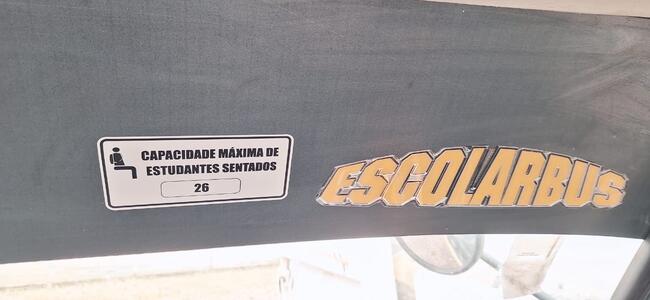 CAPACIDADE MÁXIMA DE
ESTUDANTES SENTADOS
26
ESCOLARBUS